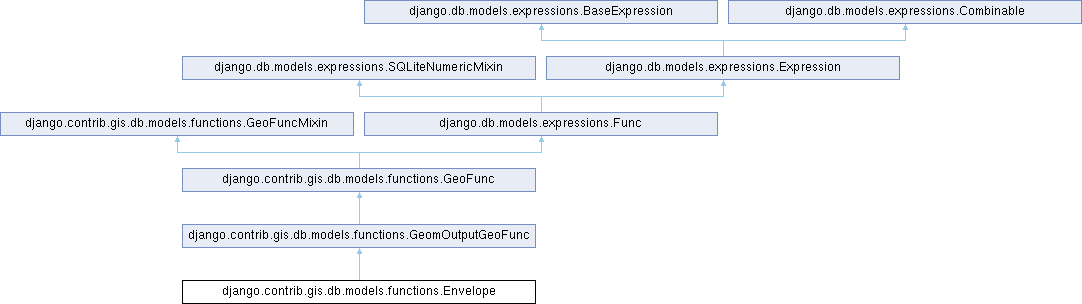 django.db.models.expressions.BaseExpression
django.db.models.expressions.Combinable
django.db.models.expressions.SQLiteNumericMixin
django.db.models.expressions.Expression
django.contrib.gis.db.models.functions.GeoFuncMixin
django.db.models.expressions.Func
django.contrib.gis.db.models.functions.GeoFunc
django.contrib.gis.db.models.functions.GeomOutputGeoFunc
django.contrib.gis.db.models.functions.Envelope